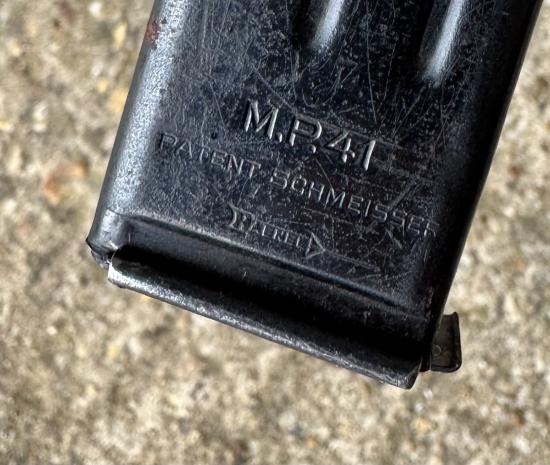 M.P.41
PATENT SCHMEISSER
HAENEL